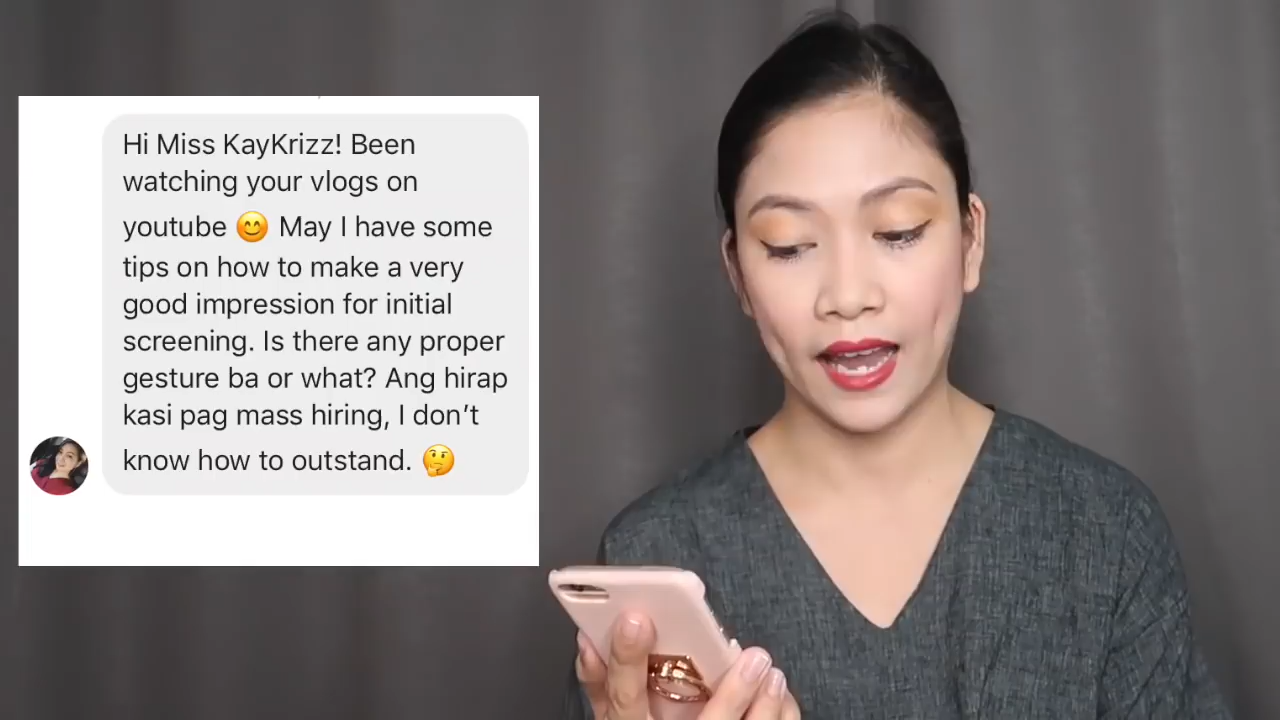 Hi Miss KayKrizz! Been
watching your vlogs on
youtube 😊 May I have some
tips on how to make a very
good impression for initial
screening. Is there any proper
gesture ba or what? Ang hirap
kasi pag mass hiring, I don’t
know how to outstand. 🤔